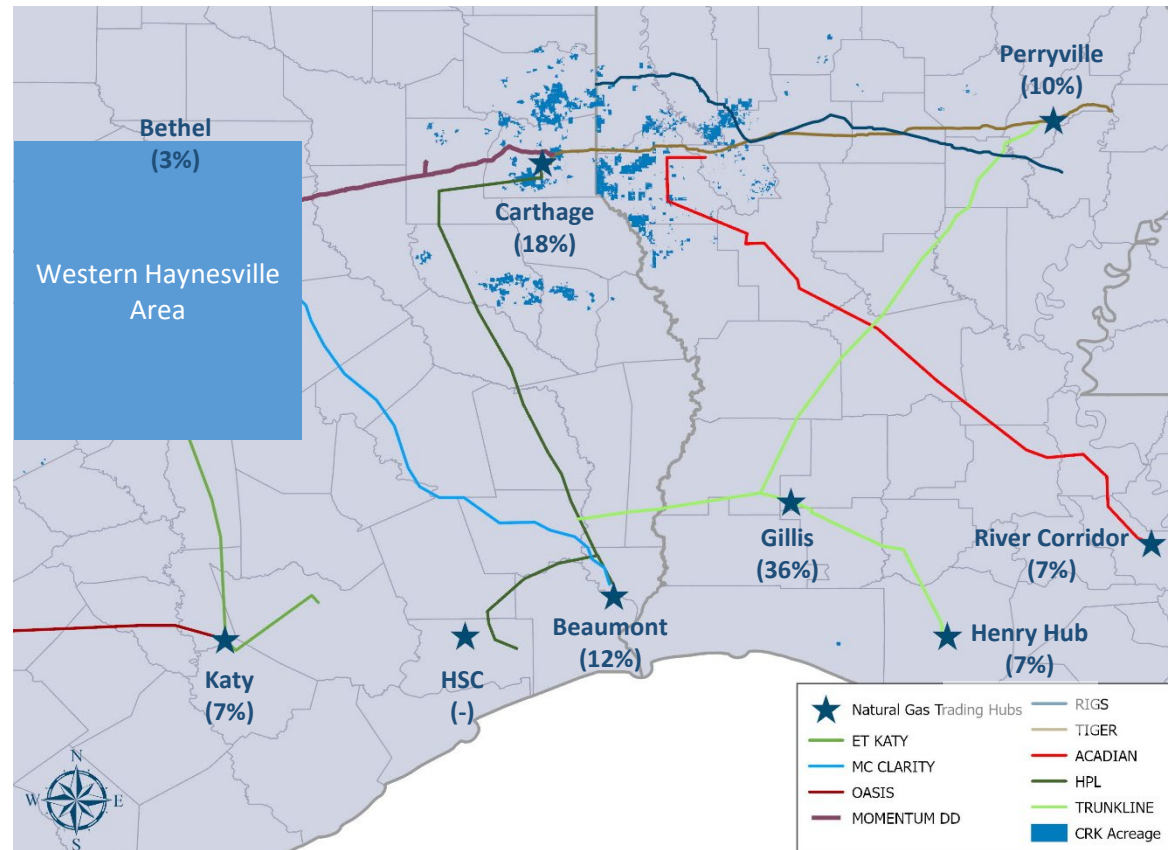 Perryville
(10%)
Bethel
(3%)
Carthage
(18%)
Western Haynesville
Area
Gillis
(36%)
River Corridor
(7%)
Beaumont
(12%)
Henry Hub
(7%)
Katy
(7%)
HSC
(-)
Natural Gas Trading Hubs
ET KATY
MC CLARITY
OASIS
MOMENTUM DD
RIGS
TIGER
ACADIAN
HPL
TRUNKLINE
CRK Acreage
N
W
E
S